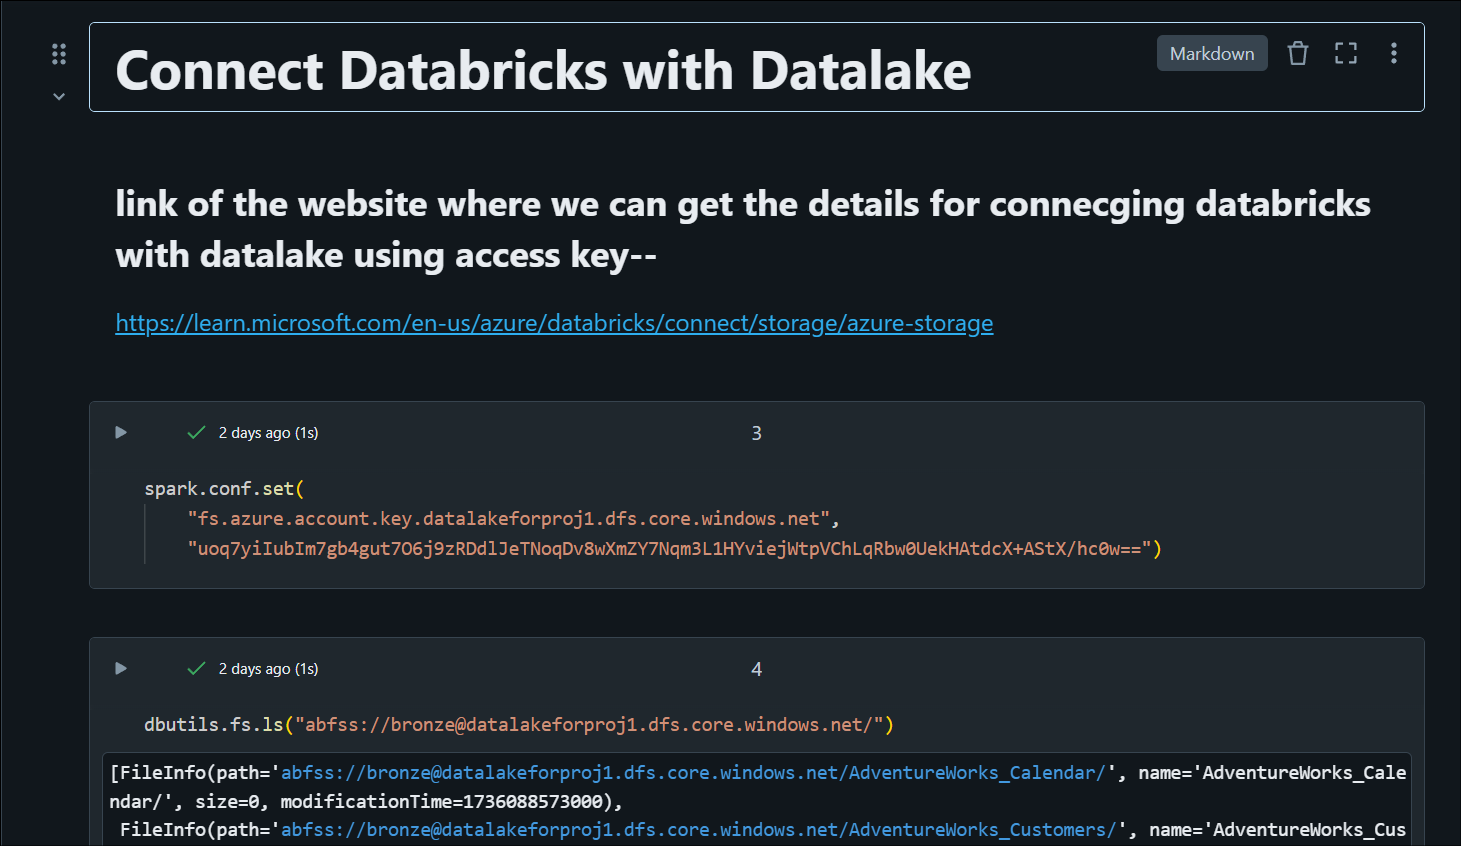 Connect Databricks with Datalake
Markdown
link of the website where we can get the details for connecging databricks
with datalake using access key--
https://learn.microsoft.com/en-us/azure/databricks/connect/storage/azure-storage
2 days ago (1s)
3
spark.conf.set(
"fs.azure.account.key.datalakeforproj1.dfs.core.windows.net",
"uoq7yiIubIm7gb4gut7O6j9zRDdlJeTNoqDv8wXmZY7Nqm3L1HYviejWtpVChLqRbw0UekHAtdcX+AStX/hc0w==")
2 days ago (1s)
4
dbutils.fs.ls("abfss://bronze@datalakeforproj1.dfs.core.windows.net/")
[FileInfo(path='abfss://bronze@datalakeforproj1.dfs.core.windows.net/AdventureWorks_Calendar/', name='AdventureWorks_Cale
ndar/', size=0, modificationTime=1736088573000),
FileInfo(path='abfss://bronze@datalakeforproj1.dfs.core.windows.net/AdventureWorks_Customers/', name='AdventureWorks_Cus